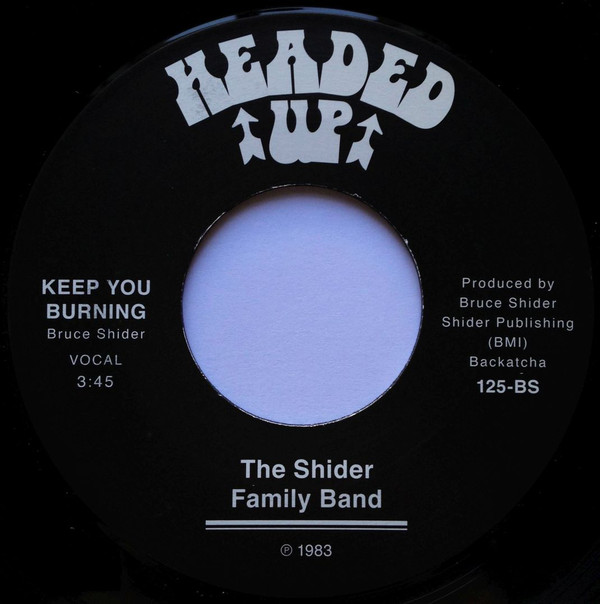 HEADED
UP
KEEP YOU
BURNING
Bruce Shider
VOCAL
3:45
Produced by
Bruce Shider
Shider Publishing
(BMI)
Backatcha
125-BS
The Shider
Family Band
℗ 1983